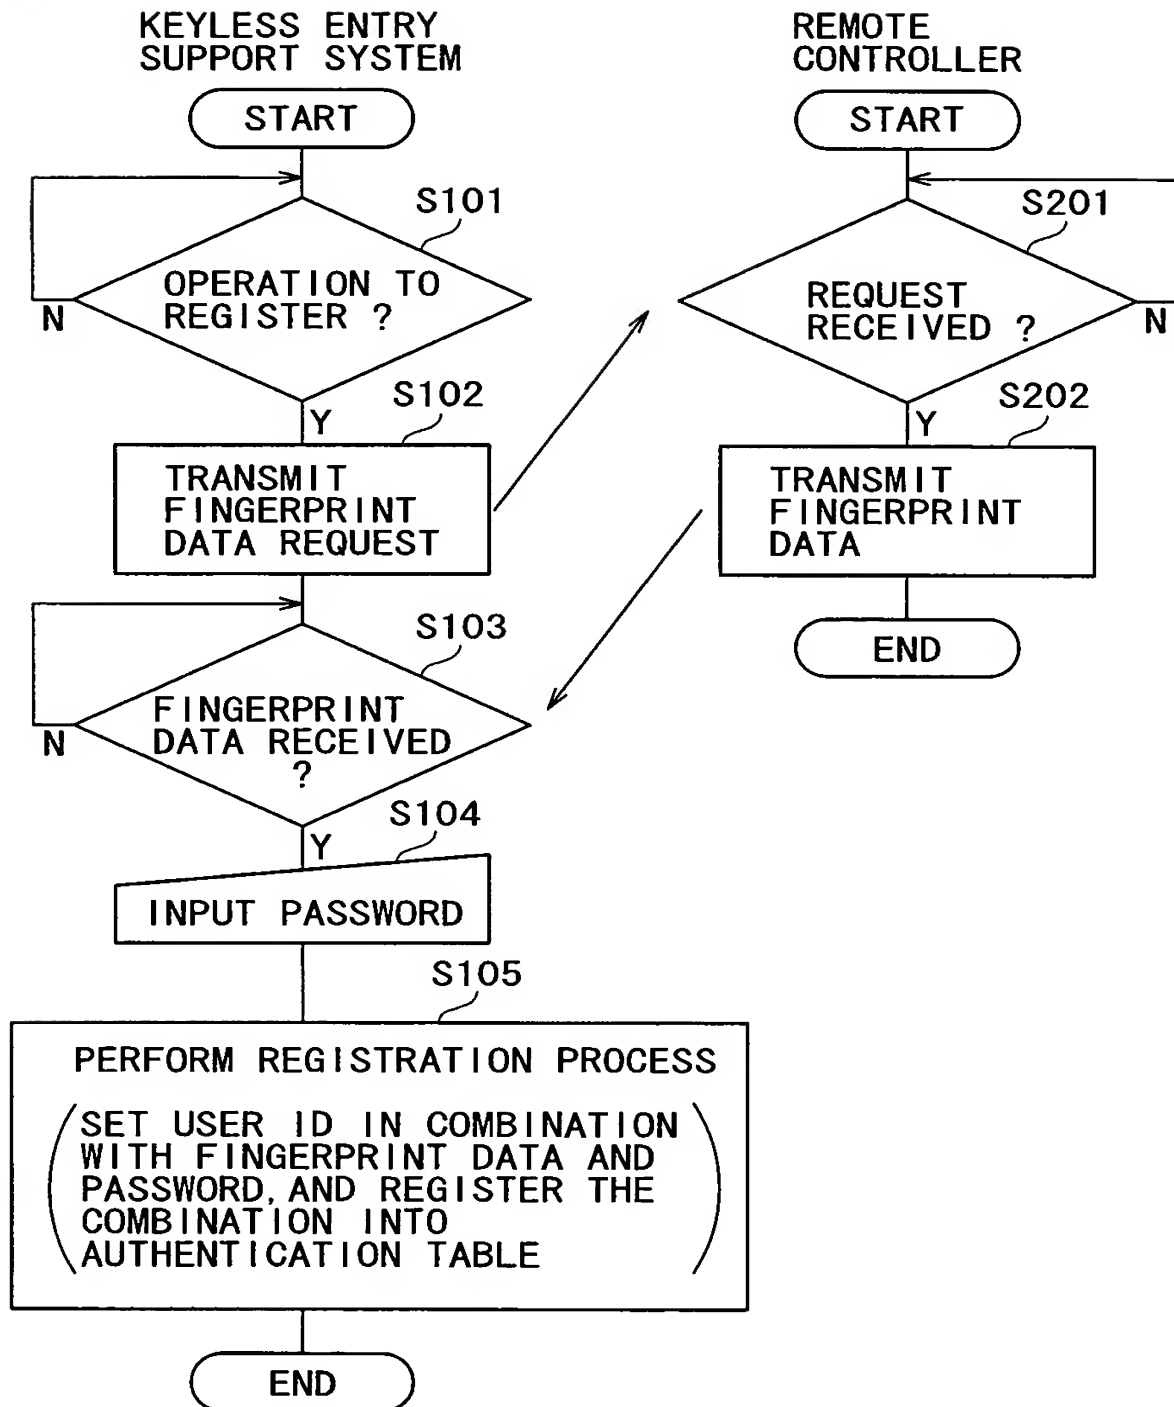 KEYLESS ENTRY
SUPPORT SYSTEM
START
S101
OPERATION TO
REGISTER ?
N
Y
S102
TRANSMIT
FINGERPRINT
DATA REQUEST
S103
FINGERPRINT
DATA RECEIVED
?
N
Y
S104
INPUT PASSWORD
S105
PERFORM REGISTRATION PROCESS
SET USER ID IN COMBINATION
WITH FINGERPRINT DATA AND
PASSWORD, AND REGISTER THE
COMBINATION INTO
AUTHENTICATION TABLE
END
REMOTE
CONTROLLER
START
S201
REQUEST
RECEIVED ?
N
Y
S202
TRANSMIT
FINGERPRINT
DATA
END